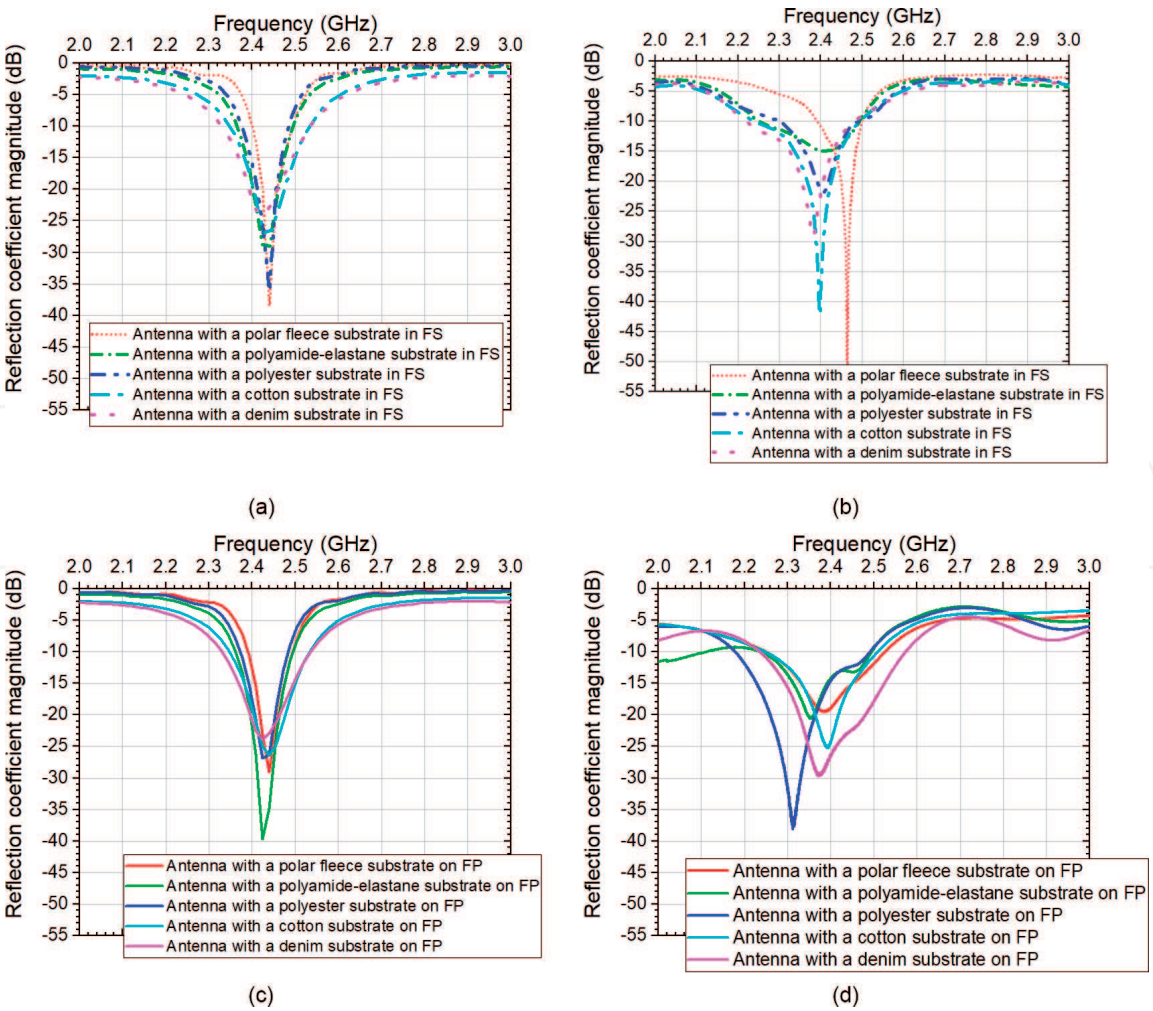 Frequency (GHz)
2.0 2.1 2.2 2.3 2.4 2.5 2.6 2.7 2.8 2.9 3.0
Reflection coefficient magnitude (dB)
0
-5
-10
-15
-20
-25
-30
-35
-40
-45
-50
-55
Antenna with a polar fleece substrate in FS
Antenna with a polyamide-elastane substrate in FS
Antenna with a polyester substrate in FS
Antenna with a cotton substrate in FS
Antenna with a denim substrate in FS
(a)
Frequency (GHz)
2.0 2.1 2.2 2.3 2.4 2.5 2.6 2.7 2.8 2.9 3.0
Reflection coefficient magnitude (dB)
0
-5
-10
-15
-20
-25
-30
-35
-40
-45
-50
-55
Antenna with a polar fleece substrate in FS
Antenna with a polyamide-elastane substrate in FS
Antenna with a polyester substrate in FS
Antenna with a cotton substrate in FS
Antenna with a denim substrate in FS
(b)
Frequency (GHz)
2.0 2.1 2.2 2.3 2.4 2.5 2.6 2.7 2.8 2.9 3.0
Reflection coefficient magnitude (dB)
0
-5
-10
-15
-20
-25
-30
-35
-40
-45
-50
-55
Antenna with a polar fleece substrate on FP
Antenna with a polyamide-elastane substrate on FP
Antenna with a polyester substrate on FP
Antenna with a cotton substrate on FP
Antenna with a denim substrate on FP
(c)
Frequency (GHz)
2.0 2.1 2.2 2.3 2.4 2.5 2.6 2.7 2.8 2.9 3.0
Reflection coefficient magnitude (dB)
0
-5
-10
-15
-20
-25
-30
-35
-40
-45
-50
-55
Antenna with a polar fleece substrate on FP
Antenna with a polyamide-elastane substrate on FP
Antenna with a polyester substrate on FP
Antenna with a cotton substrate on FP
Antenna with a denim substrate on FP
(d)